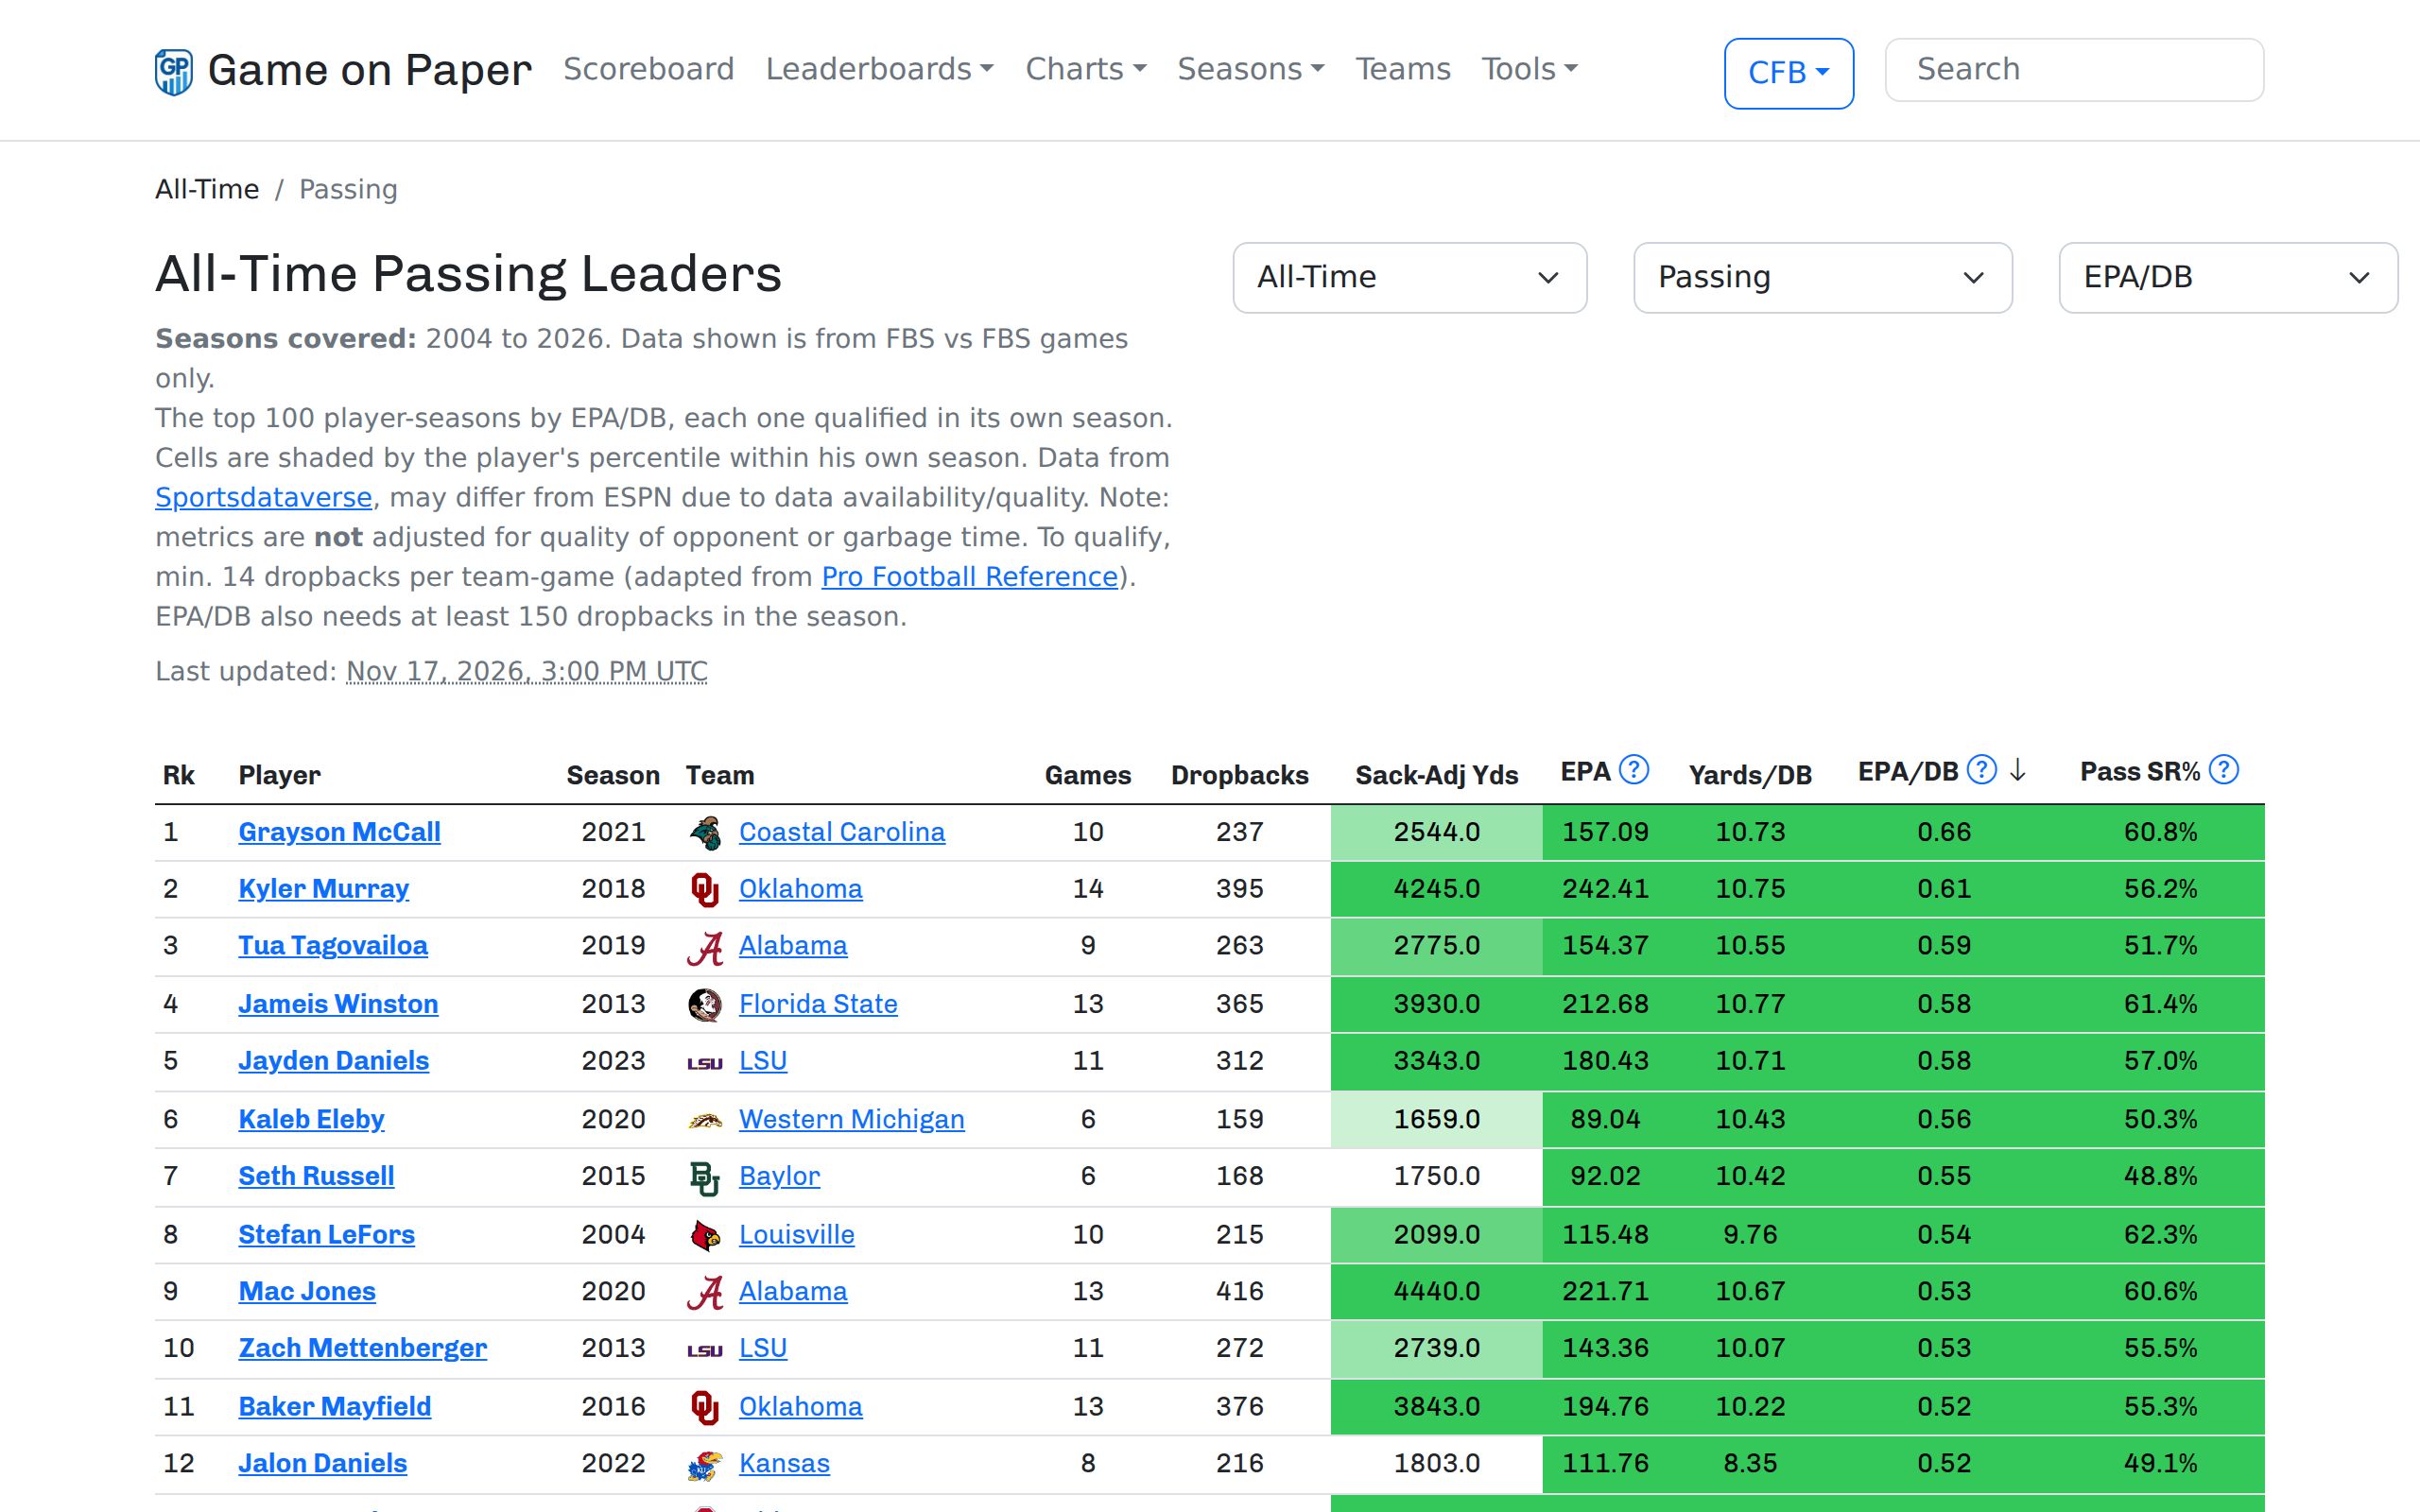 GP Game on Paper Scoreboard Leaderboards Charts Seasons Teams Tools CFB Search
All-Time / Passing
All-Time Passing Leaders All-Time Passing EPA/DB
Seasons covered: 2004 to 2026. Data shown is from FBS vs FBS games
only.
The top 100 player-seasons by EPA/DB, each one qualified in its own season.
Cells are shaded by the player's percentile within his own season. Data from
Sportsdataverse, may differ from ESPN due to data availability/quality. Note:
metrics are not adjusted for quality of opponent or garbage time. To qualify,
min. 14 dropbacks per team-game (adapted from Pro Football Reference).
EPA/DB also needs at least 150 dropbacks in the season.
Last updated: Nov 17, 2026, 3:00 PM UTC
Rk Player Season Team Games Dropbacks Sack-Adj Yds EPA ? Yards/DB EPA/DB ? ↓ Pass SR% ?
1 Grayson McCall 2021 Coastal Carolina 10 237 2544.0 157.09 10.73 0.66 60.8%
2 Kyler Murray 2018 Oklahoma 14 395 4245.0 242.41 10.75 0.61 56.2%
3 Tua Tagovailoa 2019 Alabama 9 263 2775.0 154.37 10.55 0.59 51.7%
4 Jameis Winston 2013 Florida State 13 365 3930.0 212.68 10.77 0.58 61.4%
5 Jayden Daniels 2023 LSU LSU 11 312 3343.0 180.43 10.71 0.58 57.0%
6 Kaleb Eleby 2020 Western Michigan 6 159 1659.0 89.04 10.43 0.56 50.3%
7 Seth Russell 2015 Baylor 6 168 1750.0 92.02 10.42 0.55 48.8%
8 Stefan LeFors 2004 Louisville 10 215 2099.0 115.48 9.76 0.54 62.3%
9 Mac Jones 2020 Alabama 13 416 4440.0 221.71 10.67 0.53 60.6%
10 Zach Mettenberger 2013 LSU LSU 11 272 2739.0 143.36 10.07 0.53 55.5%
11 Baker Mayfield 2016 Oklahoma 13 376 3843.0 194.76 10.22 0.52 55.3%
12 Jalon Daniels 2022 Kansas 8 216 1803.0 111.76 8.35 0.52 49.1%